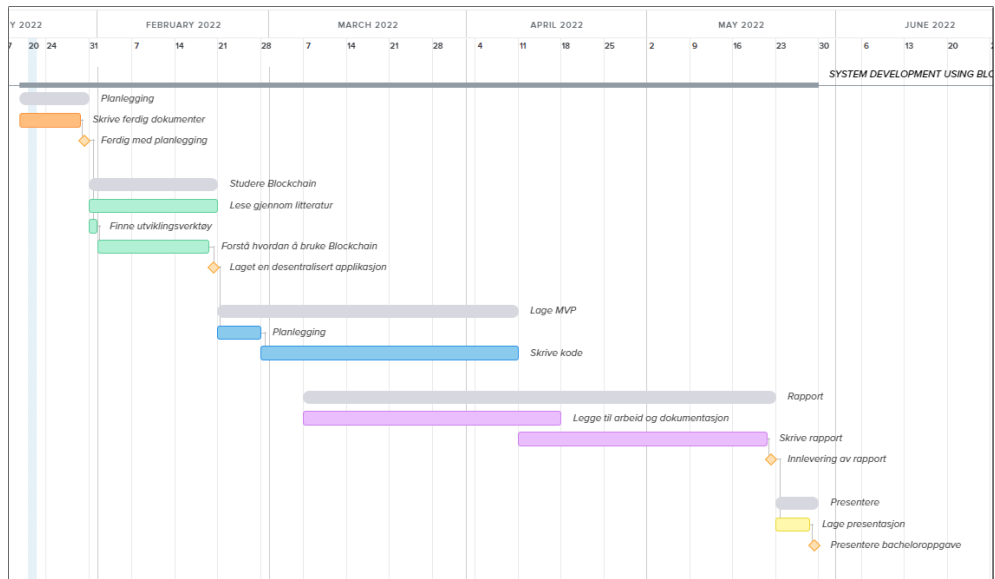 Y 2022 FEBRUARY 2022 MARCH 2022 APRIL 2022 MAY 2022 JUNE 2022
7 20 24 31 7 14 21 28 7 14 21 28 4 11 18 25 2 9 16 23 30 6 13 20 2
SYSTEM DEVELOPMENT USING BLO
Planlegging
Skrive ferdig dokumenter
Ferdig med planlegging
Studere Blockchain
Lese gjennom litteratur
Finne utviklingsverktøy
Forstå hvordan å bruke Blockchain
Laget en desentralisert applikasjon
Lage MVP
Planlegging
Skrive kode
Rapport
Legge til arbeid og dokumentasjon
Skrive rapport
Innlevering av rapport
Presentere
Lage presentasjon
Presentere bacheloroppgave